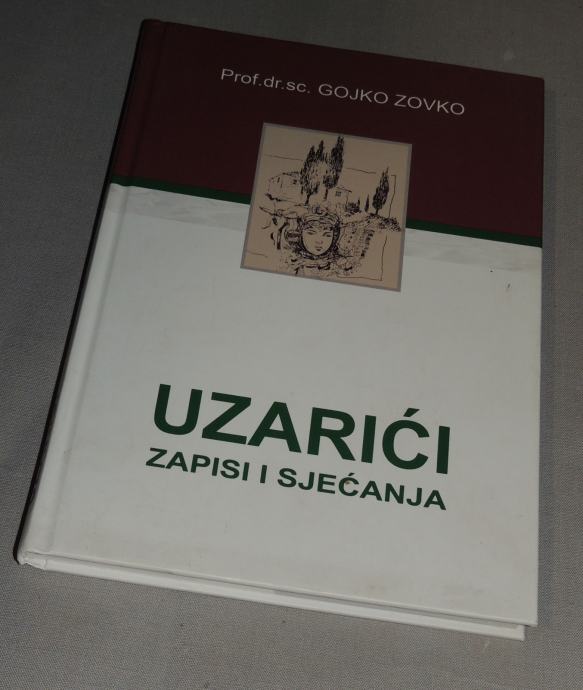 Prof.dr.sc. GOJKO ZOVKO
UZARIĆI
ZAPISI I SJEĆANJA